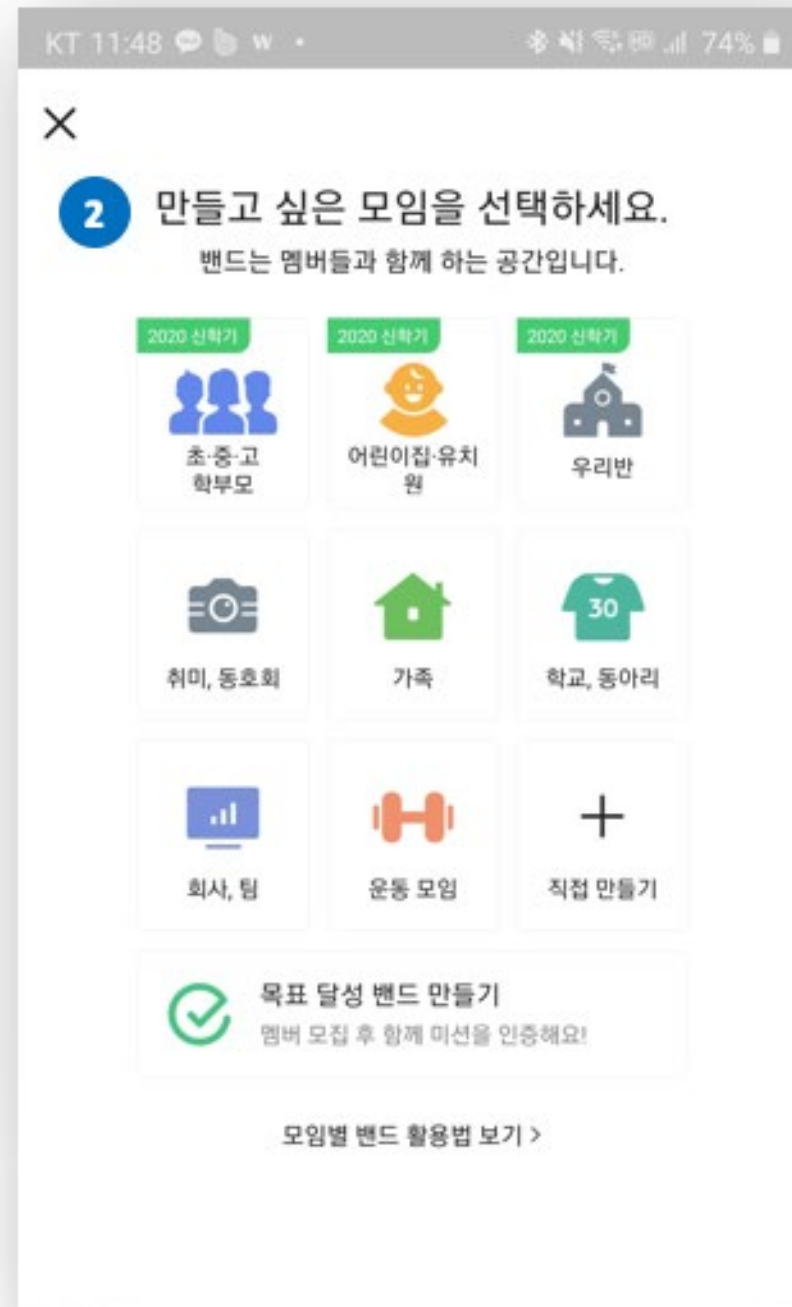 KT 11:48
74%
2 만들고 싶은 모임을 선택하세요.
밴드는 멤버들과 함께 하는 공간입니다.
2020 신학기 2020 신학기 2020 신학기
초·중·고
학부모
어린이집·유치
원
우리반
취미, 동호회
가족
30
학교, 동아리
회사, 팀
운동 모임
직접 만들기
목표 달성 밴드 만들기
멤버 모집 후 함께 미션을 인증해요!
모임별 밴드 활용법 보기 >